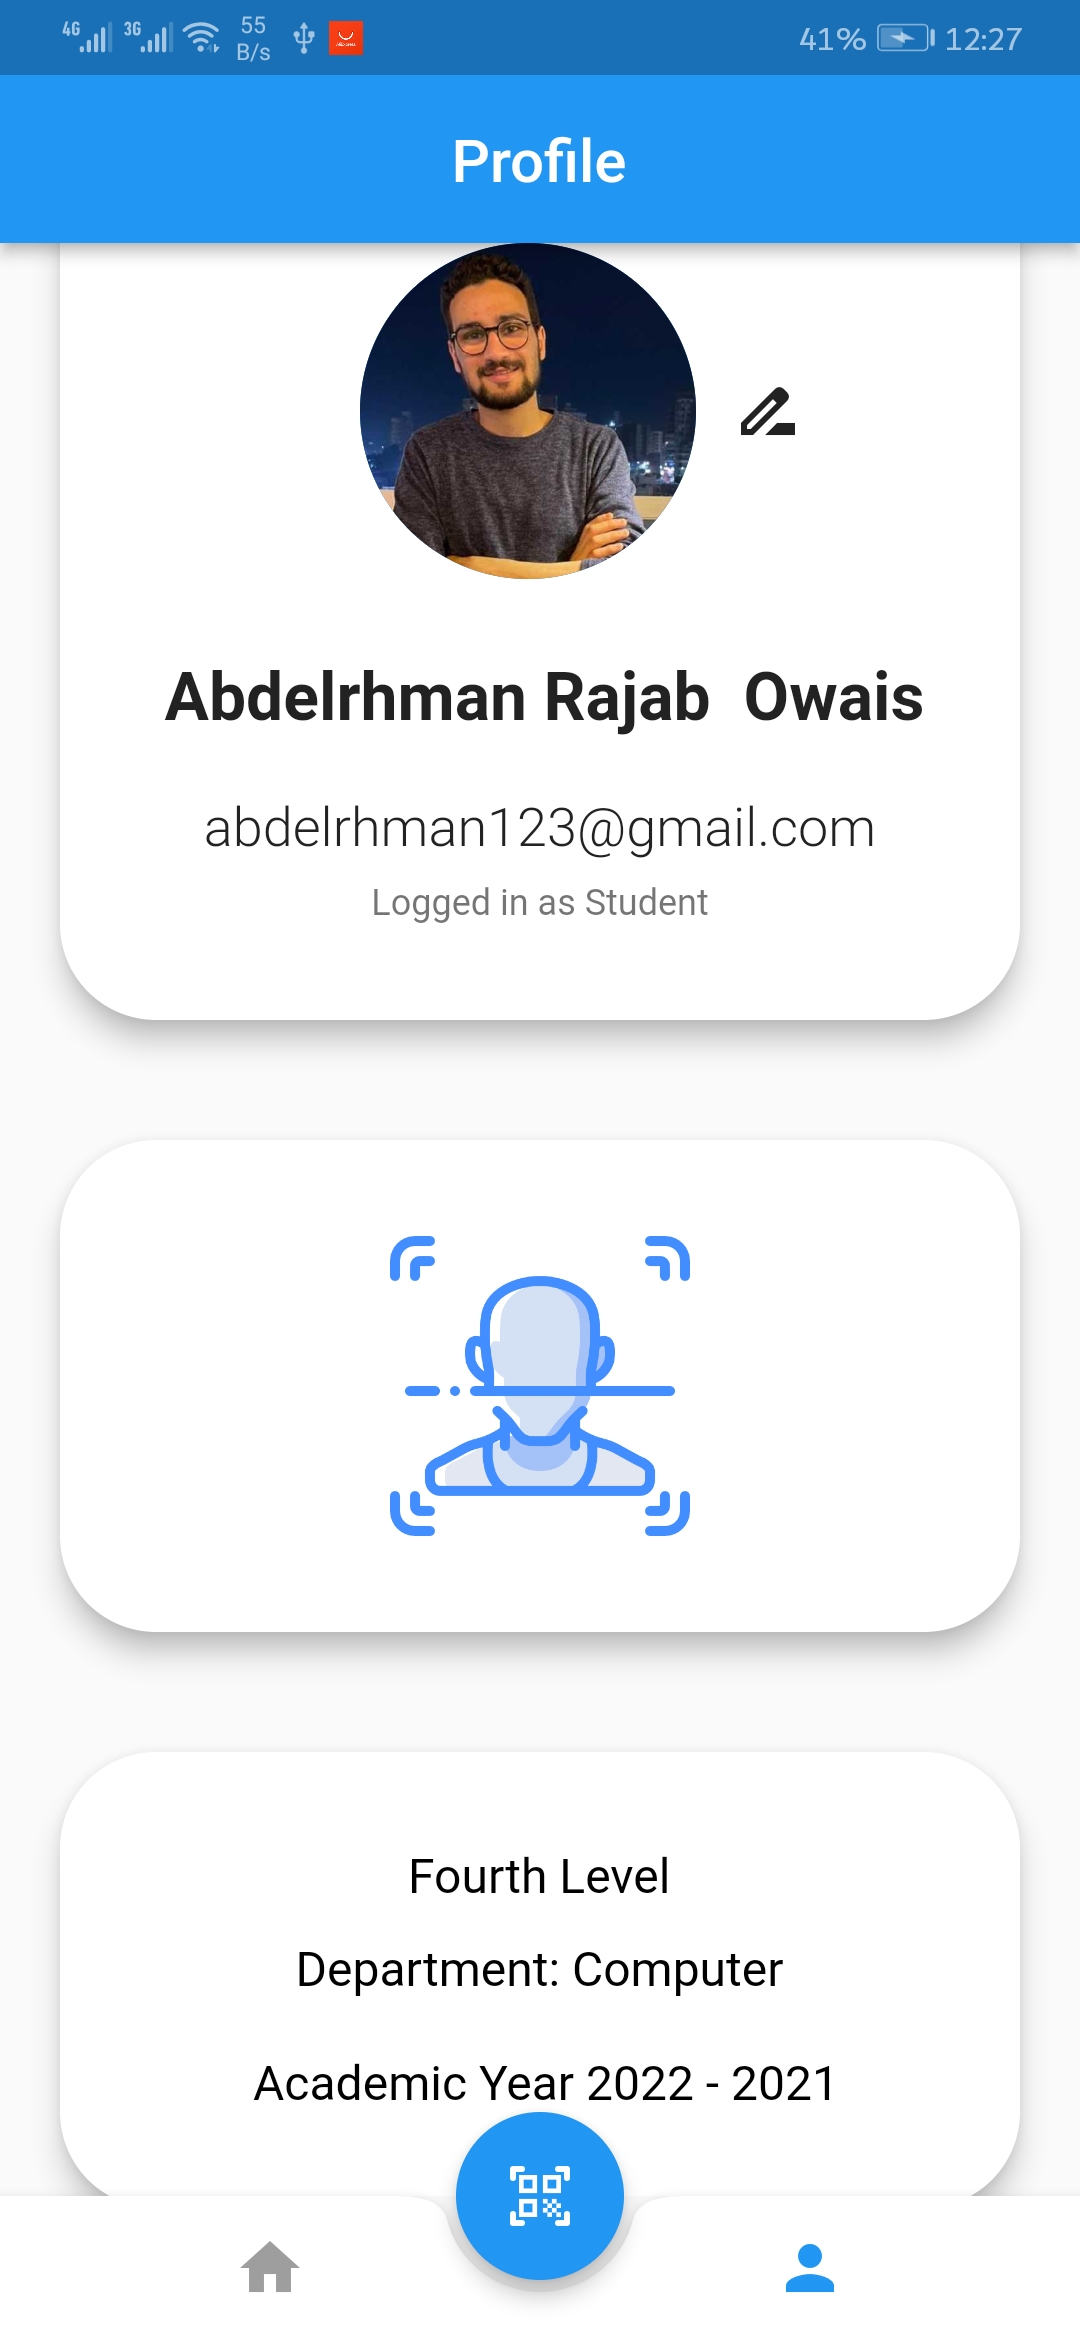 4G 3G 55 B/s 41% 12:27
Profile
Abdelrhman Rajab  Owais
abdelrhman123@gmail.com
Logged in as Student
Fourth Level
Department: Computer
Academic Year 2022 - 2021